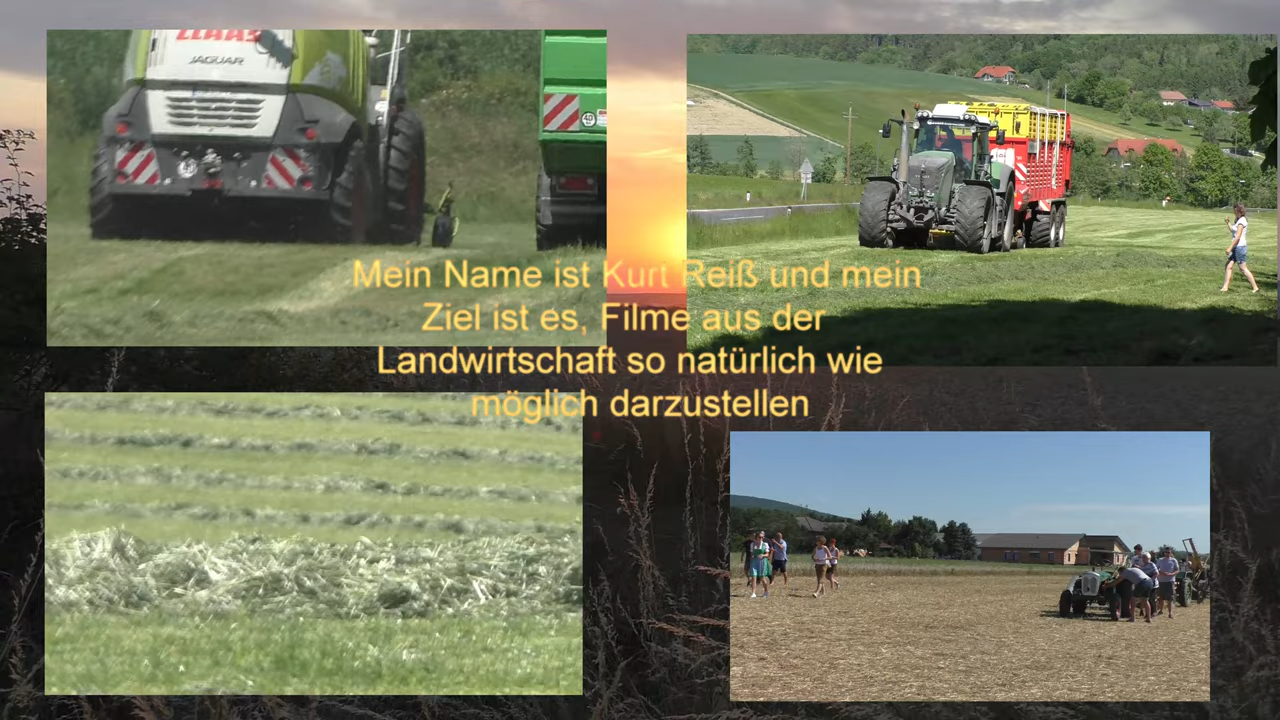 CLAAS
JAGUAR
40
Mein Name ist Kurt Reiß und mein
Ziel ist es, Filme aus der
Landwirtschaft so natürlich wie
möglich darzustellen